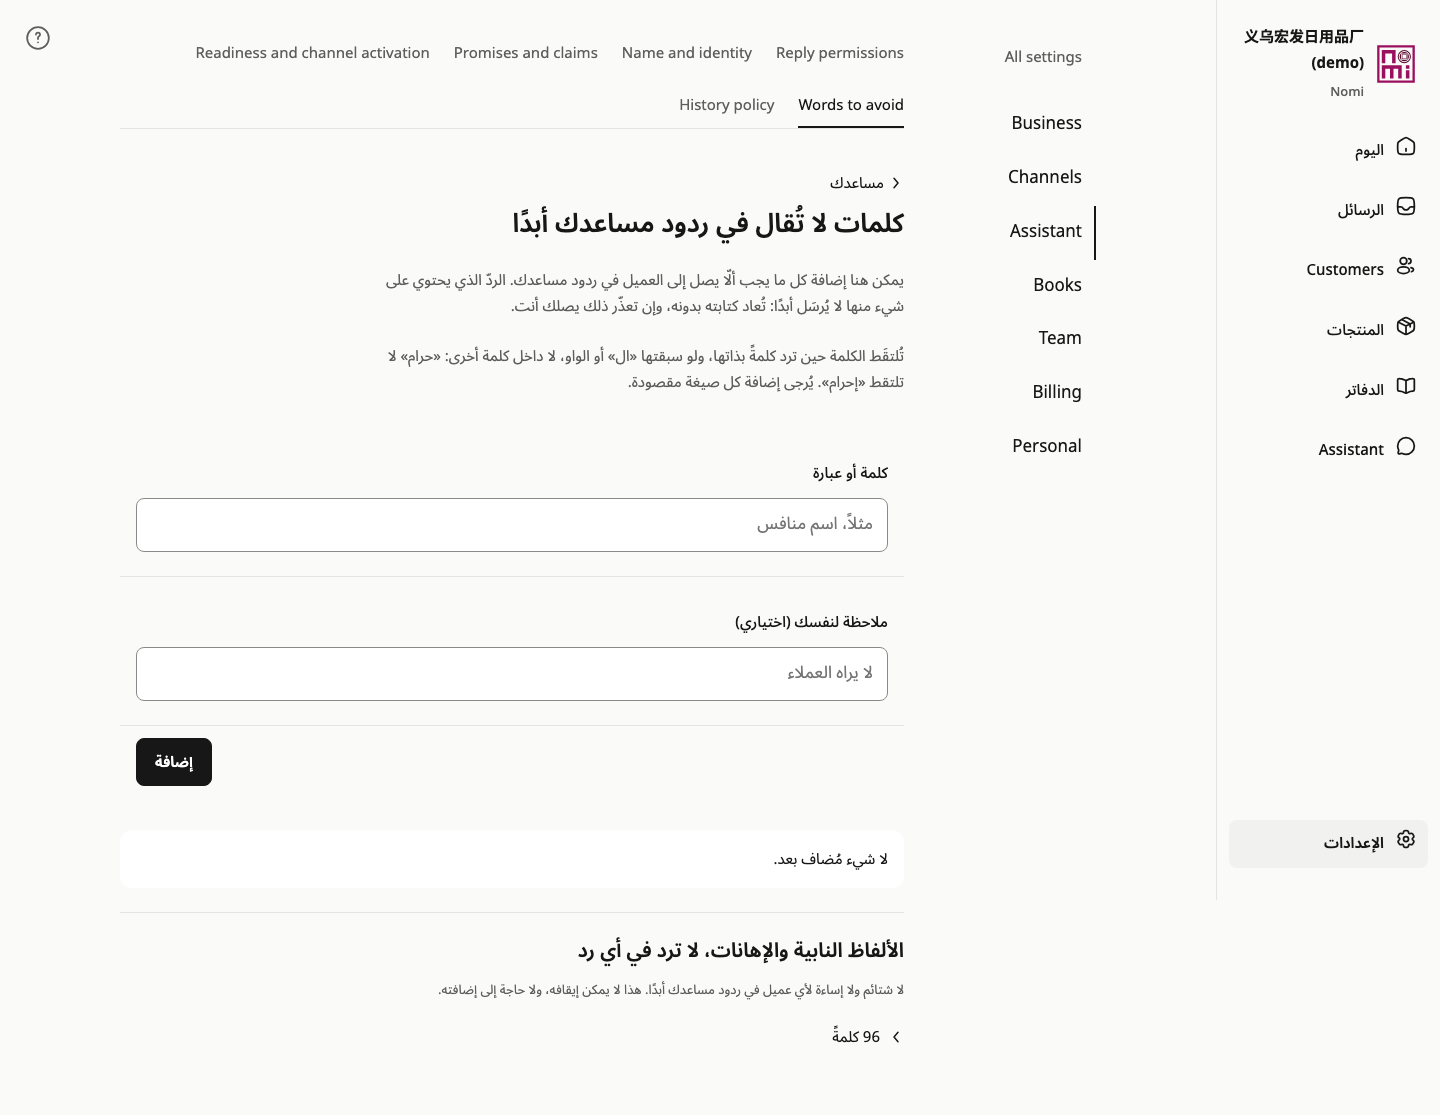 义乌宏发日用品厂
(demo)
Nomi
اليوم
الرسائل
Customers
المنتجات
الدفاتر
Assistant
الإعدادات
All settings
Business
Channels
Assistant
Books
Team
Billing
Personal
Reply permissions
Name and identity
Promises and claims
Readiness and channel activation
Words to avoid
History policy
مساعدك
كلمات لا تُقال في ردود مساعدك أبدًا
يمكن هنا إضافة كل ما يجب ألّا يصل إلى العميل في ردود مساعدك. الردّ الذي يحتوي على
شيء منها لا يُرسَل أبدًا: تُعاد كتابته بدونه، وإن تعذّر ذلك يصلك أنت.
تُلتقَط الكلمة حين ترد كلمةً بذاتها، ولو سبقتها «ال» أو الواو، لا داخل كلمة أخرى: «حرام» لا
تلتقط «إحرام». يُرجى إضافة كل صيغة مقصودة.
كلمة أو عبارة
مثلاً، اسم منافس
ملاحظة لنفسك (اختياري)
لا يراه العملاء
إضافة
لا شيء مُضاف بعد.
الألفاظ النابية والإهانات، لا ترد في أي رد
لا شتائم ولا إساءة لأي عميل في ردود مساعدك أبدًا. هذا لا يمكن إيقافه، ولا حاجة إلى إضافته.
96 كلمةً